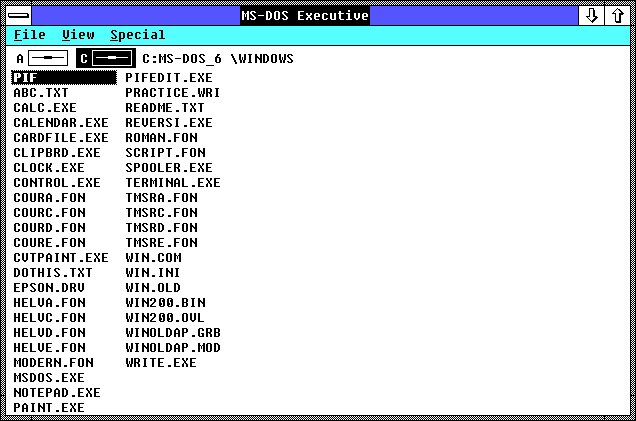 MS-DOS Executive
File View Special
A C C:MS-DOS_6 \WINDOWS
PIF
ABC.TXT
CALC.EXE
CALENDAR.EXE
CARDFILE.EXE
CLIPBRD.EXE
CLOCK.EXE
CONTROL.EXE
COURA.FON
COURC.FON
COURD.FON
COURE.FON
CVTPAINT.EXE
DOTHIS.TXT
EPSON.DRV
HELVA.FON
HELVC.FON
HELVD.FON
HELVE.FON
MODERN.FON
MSDOS.EXE
NOTEPAD.EXE
PAINT.EXE
PIFEDIT.EXE
PRACTICE.WRI
README.TXT
REVERSI.EXE
ROMAN.FON
SCRIPT.FON
SPOOLER.EXE
TERMINAL.EXE
TMSRA.FON
TMSRC.FON
TMSRD.FON
TMSRE.FON
WIN.COM
WIN.INI
WIN.OLD
WIN200.BIN
WIN200.OVL
WINOLDAP.GRB
WINOLDAP.MOD
WRITE.EXE